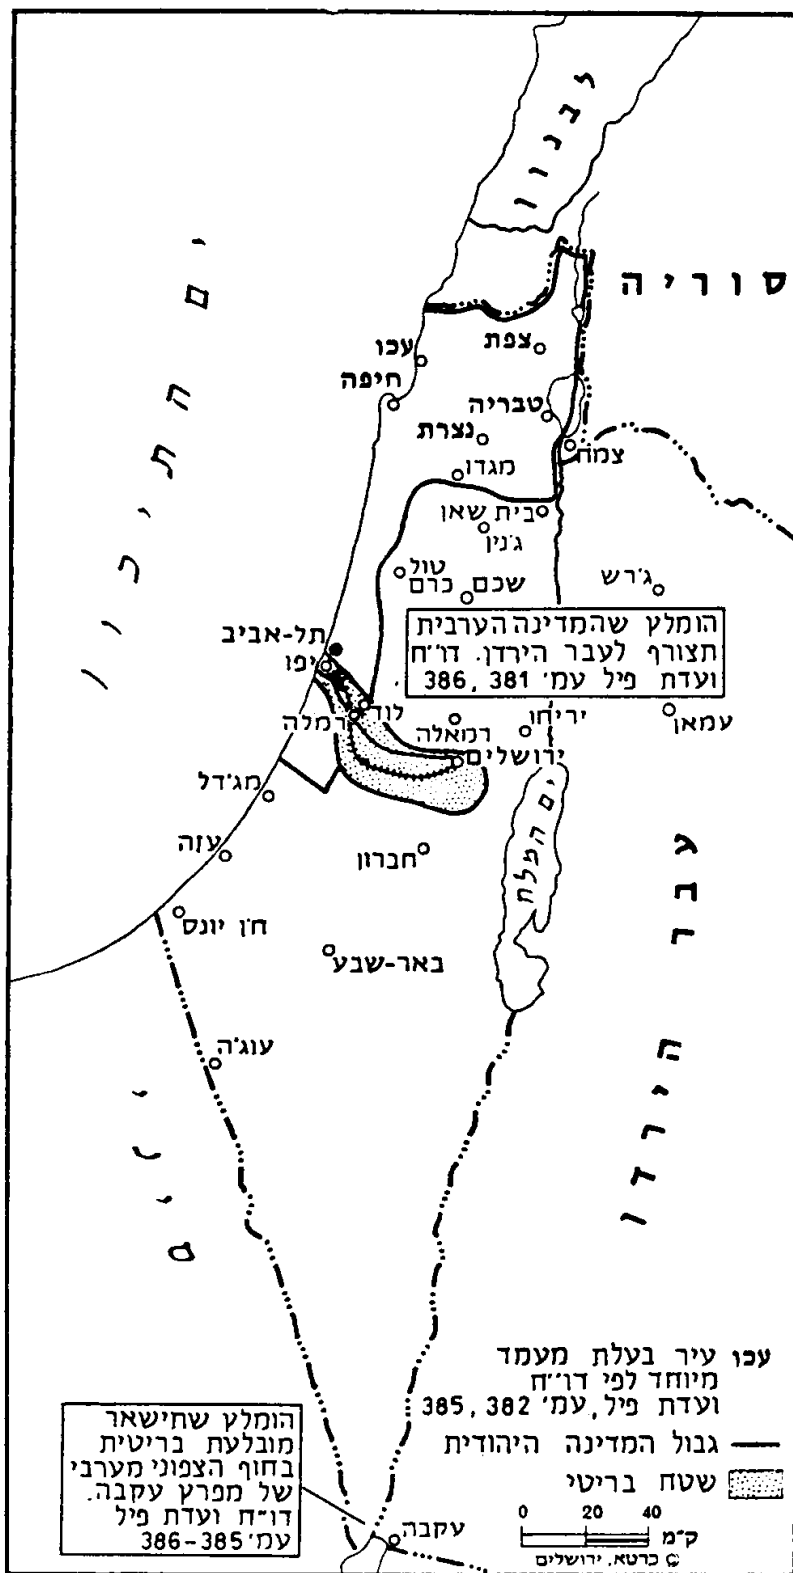 לבנון
סוריה
ים התיכון
צפת
עכו
חיפה
טבריה
נצרת
צמח
מגדו
בית שאן
ג'נין
טול
כרם
שכם
ג'רש
תל-אביב
יפו
הומלץ שהמדינה הערבית
תצורף לעבר הירדן. דו"ח
ועדת פיל עמ' 381, 386
לוד
רמלה
רמאלה
יריחו
עמאן
ירושלים
מג'דל
ים המלח
עזה
חברון
עבר הירדן
ח'ן יונס
באר-שבע
עוג'ה
עכו עיר בעלת מעמד
מיוחד לפי דו"ח
ועדת פיל, עמ' 382, 385
גבול המדינה היהודית
שטח בריטי
0 20 40
ק"מ
© כרטא, ירושלים
הומלץ שתישאר
מובלעת בריטית
בחוף הצפוני מערבי
של מפרץ עקבה.
דו"ח ועדת פיל
עמ' 385-386
עקבה